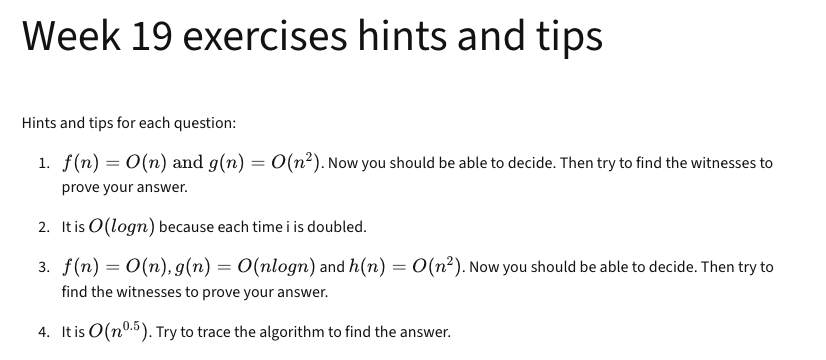 Week 19 exercises hints and tips
Hints and tips for each question:
1. f(n) = O(n) and g(n) = O(n²). Now you should be able to decide. Then try to find the witnesses to
prove your answer.
2. It is O(logn) because each time i is doubled.
3. f(n) = O(n), g(n) = O(nlogn) and h(n) = O(n²). Now you should be able to decide. Then try to
find the witnesses to prove your answer.
4. It is O(n⁰·⁵). Try to trace the algorithm to find the answer.